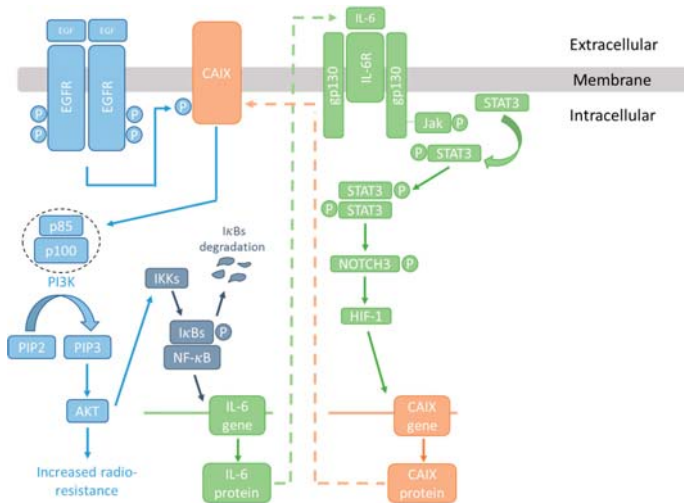 EGF
EGF
IL-6
Extracellular
EGFR
EGFR
CAIX
gp130
IL-6R
gp130
Membrane
P
P
P
P
P
STAT3
Intracellular
Jak
P
P
STAT3
STAT3
P
P
STAT3
p85
p100
PI3K
IκBs
degradation
IKKs
NOTCH3
P
IκBs
P
NF-κB
HIF-1
PIP2
PIP3
AKT
IL-6
gene
CAIX
gene
Increased radio-
resistance
IL-6
protein
CAIX
protein